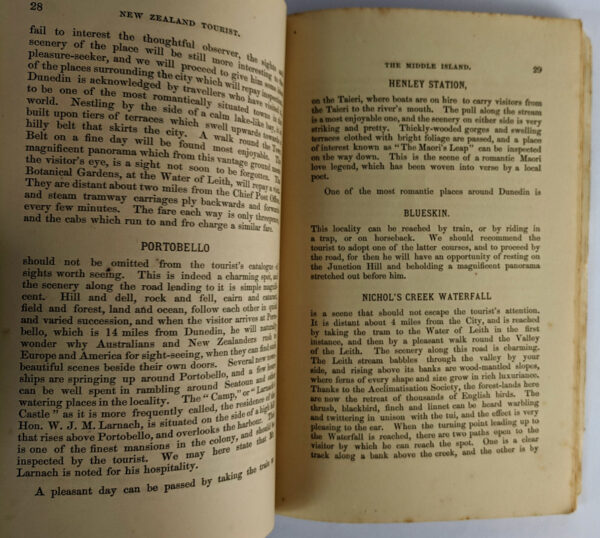 28
NEW ZEALAND TOURIST.
fail to interest the thoughtful observer, the sights and
scenery of the place will be still more interesting to the
pleasure-seeker, and we will proceed to give him some
of the places surrounding the city which will repay
Dunedin is acknowledged by travellers who have
to be one of the most romantically situated towns in the
world. Nestling by the side of a calm lake-like bay,
built upon tiers of terraces which swell upwards
hilly belt that skirts the city. A walk round the Town
Belt on a fine day will be found most enjoyable. The
magnificent panorama which from this vantage ground meets
the visitor's eye, is a sight not soon to be forgotten. The
Botanical Gardens, at the Water of Leith, will repay a visit.
They are distant about two miles from the Chief Post Office,
and steam tramway carriages ply backwards and forwards
every few minutes. The fare each way is only threepence,
and the cabs which run to and fro charge a similar fare.
PORTOBELLO
should not be omitted from the tourist's catalogue of
sights worth seeing. This is indeed a charming spot, and
the scenery along the road leading to it is simple magnifi-
cent. Hill and dell, rock and fell, cairn and cataract,
field and forest, land and ocean, follow each other in quick
and varied succession, and when the visitor arrives at Porto-
bello, which is 14 miles from Dunedin, he will naturally
wonder why Australians and New Zealanders rush to
Europe and America for sight-seeing, when they can find such
beautiful scenes beside their own doors. Several new town-
ships are springing up around Portobello, and a few hours
can be well spent in rambling around Seatoun and other
watering places in the locality. The "Camp," or "Larnach's
Castle" as it is more frequently called, the residence of the
Hon. W. J. M. Larnach, is situated on the side of a high hill
that rises above Portobello, and overlooks the harbour.
is one of the finest mansions in the colony, and should be
inspected by the tourist. We may here state that Mr.
Larnach is noted for his hospitality.
A pleasant day can be passed by taking the train to
THE MIDDLE ISLAND.
29
HENLEY STATION,
on the Taieri, where boats are on hire to carry visitors from
the Taieri to the river's mouth. The pull along the stream
is a most enjoyable one, and the scenery on either side is very
striking and pretty. Thickly-wooded gorges and swelling
terraces clothed with bright foliage are passed, and a place
of interest known as "The Maori's Leap" can be inspected
on the way down. This is the scene of a romantic Maori
love legend, which has been woven into verse by a local
poet.
One of the most romantic places around Dunedin is
BLUESKIN.
This locality can be reached by train, or by riding in
a trap, or on horseback. We should recommend the
tourist to adopt one of the latter courses, and to proceed by
the road, for then he will have an opportunity of resting on
the Junction Hill and beholding a magnificent panorama
stretched out before him.
NICHOL'S CREEK WATERFALL
is a scene that should not escape the tourist's attention.
It is distant about 4 miles from the City, and is reached
by taking the tram to the Water of Leith in the first
instance, and then by a pleasant walk round the Valley
of the Leith. The scenery along this road is charming.
The Leith stream babbles through the valley by your
side, and rising above its banks are wood-mantled slopes,
where ferns of every shape and size grow in rich luxuriance.
Thanks to the Acclimatisation Society, the forest-lands here
are now the retreat of thousands of English birds. The
thrush, blackbird, finch and linnet can be heard warbling
and twittering in unison with the tui, and the effect is very
pleasing to the ear. When the turning point leading up to
the Waterfall is reached, there are two paths open to the
visitor by which he can reach the spot. One is a clear
track along a bank above the creek, and the other is by